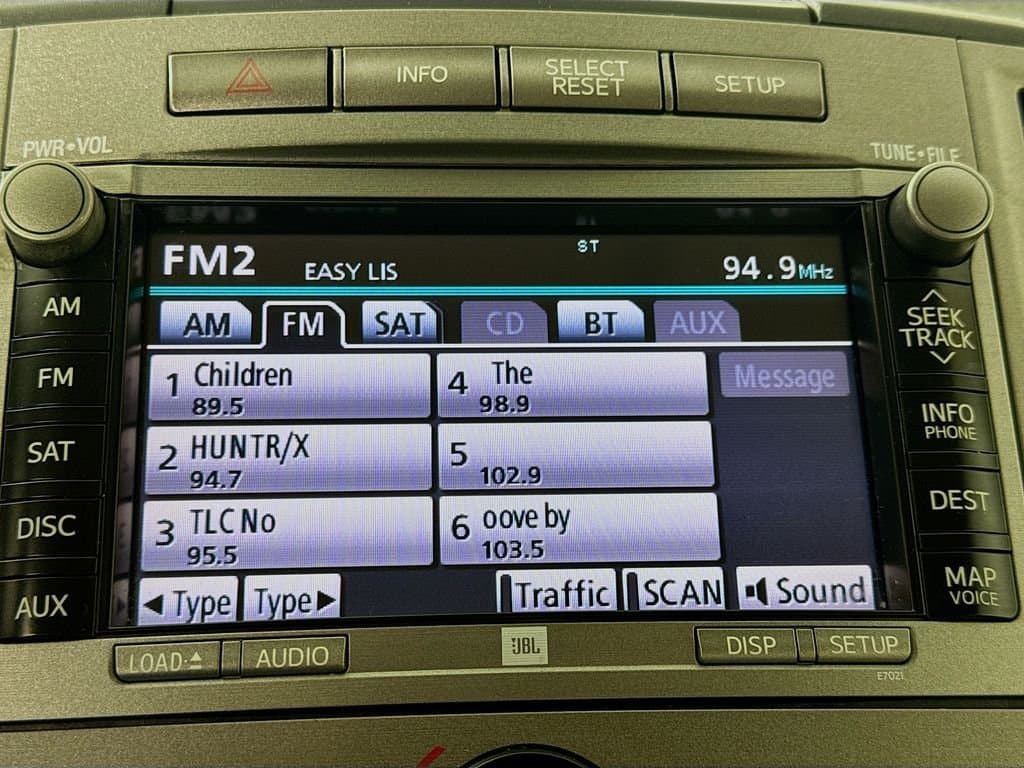 INFO
SELECT
RESET
SETUP
PWR•VOL
TUNE•FILE
FM2
EASY LIS
ST
94.9MHz
AM
FM
SAT
CD
BT
AUX
1 Children
89.5
4 The
98.9
Message
2 HUNTR/X
94.7
5
102.9
3 TLC No
95.5
6 oove by
103.5
◀ Type
Type▶
Traffic
SCAN
Sound
AM
FM
SAT
DISC
AUX
SEEK
TRACK
INFO
PHONE
DEST
MAP
VOICE
LOAD•⏏
AUDIO
JBL
DISP
SETUP
E7021